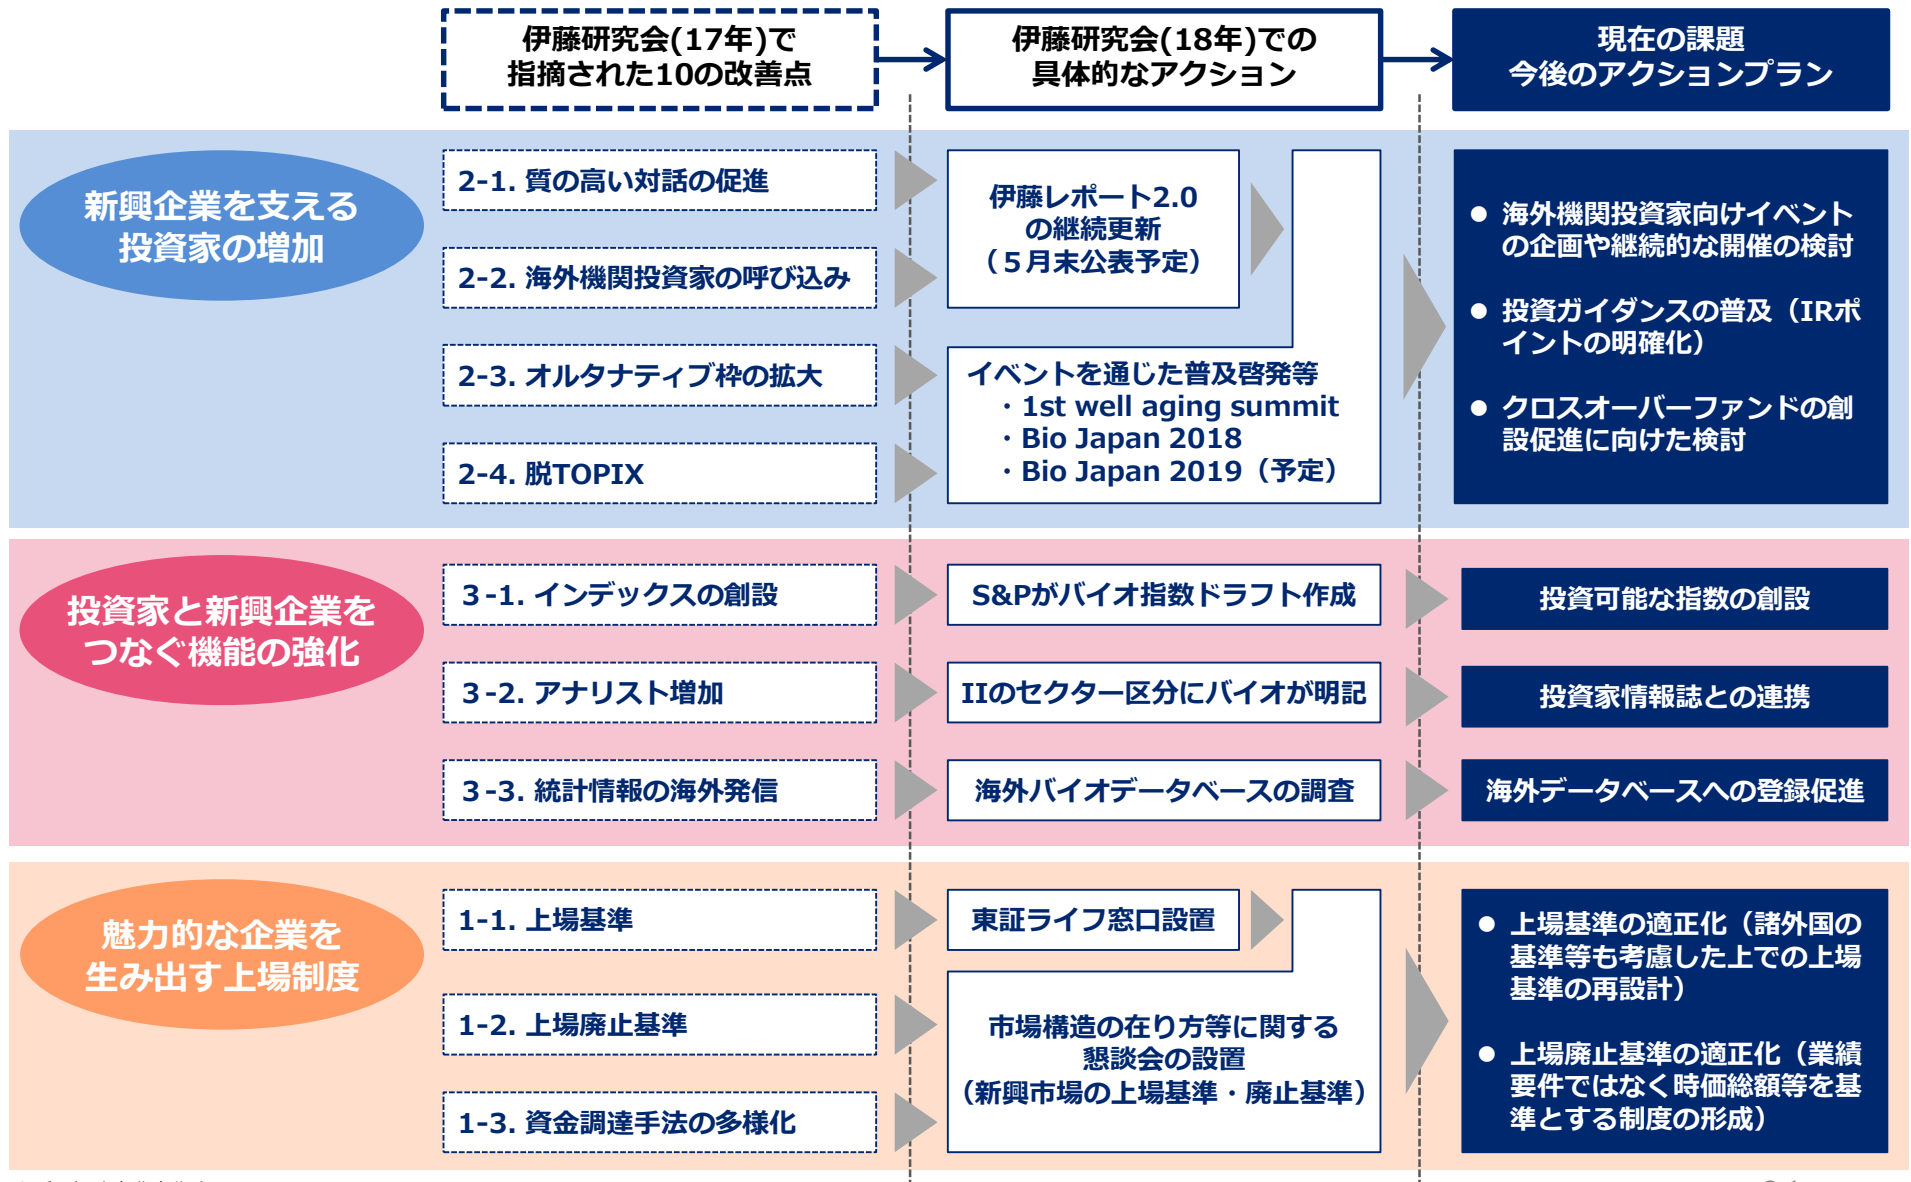 伊藤研究会(17年)で
指摘された10の改善点
伊藤研究会(18年)での
具体的なアクション
現在の課題
今後のアクションプラン
新興企業を支える
投資家の増加
2-1. 質の高い対話の促進
2-2. 海外機関投資家の呼び込み
2-3. オルタナティブ枠の拡大
2-4. 脱TOPIX
伊藤レポート2.0
の継続更新
（５月末公表予定）
イベントを通じた普及啓発等
・1st well aging summit
・Bio Japan 2018
・Bio Japan 2019（予定）
● 海外機関投資家向けイベント
の企画や継続的な開催の検討
● 投資ガイダンスの普及（IRポ
イントの明確化）
● クロスオーバーファンドの創
設促進に向けた検討
投資家と新興企業を
つなぐ機能の強化
３-1. インデックスの創設
S&Pがバイオ指数ドラフト作成
投資可能な指数の創設
３-2. アナリスト増加
IIのセクター区分にバイオが明記
投資家情報誌との連携
３-3. 統計情報の海外発信
海外バイオデータベースの調査
海外データベースへの登録促進
魅力的な企業を
生み出す上場制度
1-1. 上場基準
1-2. 上場廃止基準
1-3. 資金調達手法の多様化
東証ライフ窓口設置
市場構造の在り方等に関する
懇談会の設置
（新興市場の上場基準・廃止基準）
● 上場基準の適正化（諸外国の
基準等も考慮した上での上場
基準の再設計）
● 上場廃止基準の適正化（業績
要件ではなく時価総額等を基
準とする制度の形成）